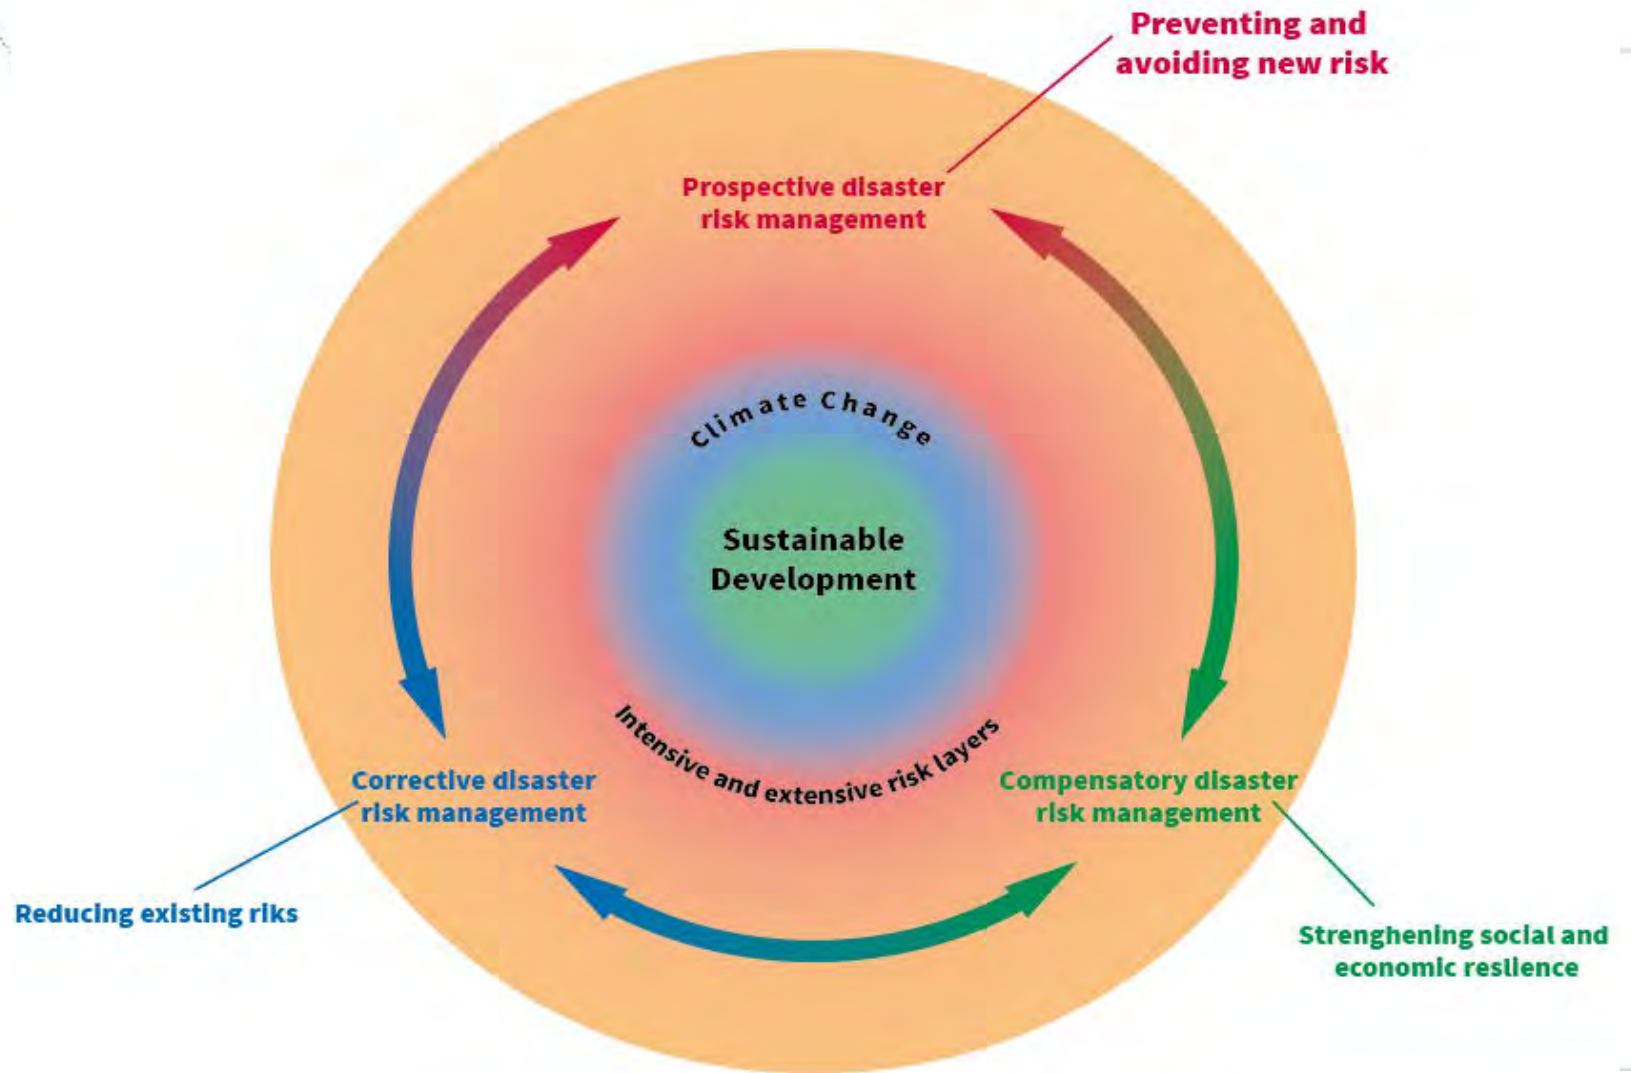 Preventing and
avoiding new risk
Prospective disaster
risk management
Climate Change
Sustainable
Development
Intensive and extensive risk layers
Corrective disaster
risk management
Compensatory disaster
risk management
Reducing existing riks
Strenghening social and
economic reslience